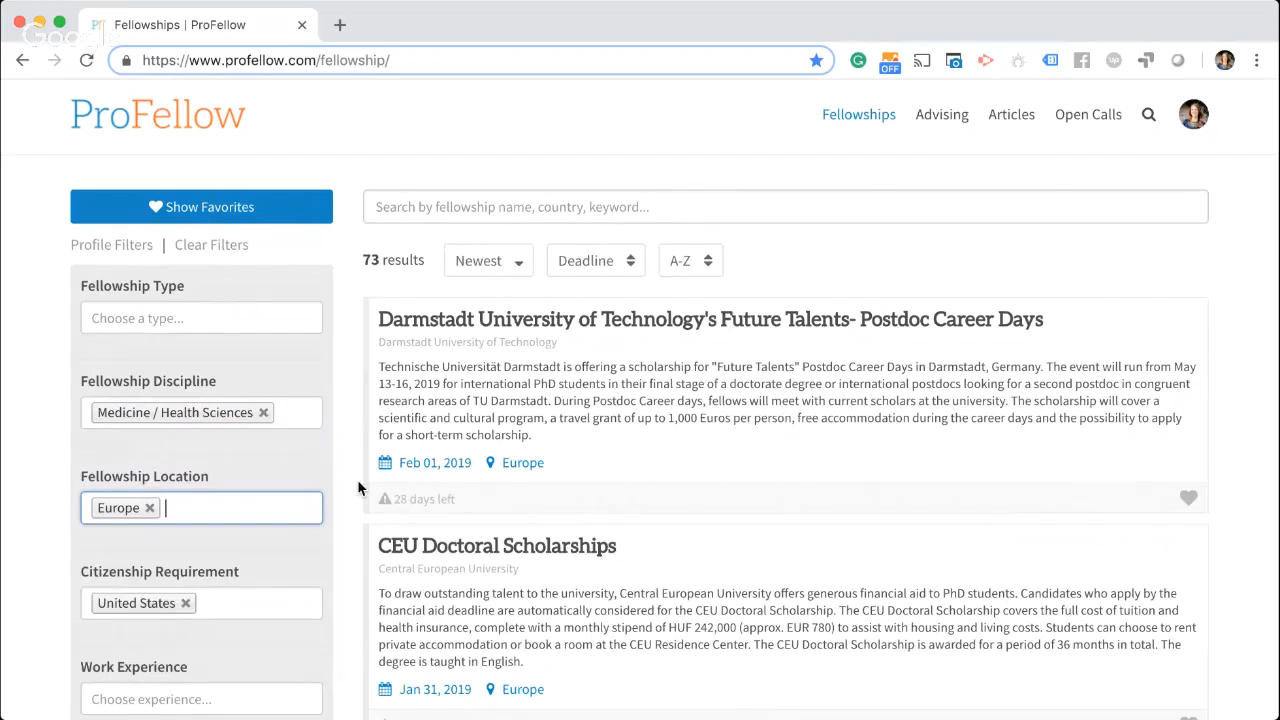 Fellowships | ProFellow
https://www.profellow.com/fellowship/
OFF
ProFellow
Fellowships
Advising
Articles
Open Calls
Show Favorites
Search by fellowship name, country, keyword...
Profile Filters | Clear Filters
73 results
Newest
Deadline
A-Z
Fellowship Type
Choose a type...
Fellowship Discipline
Medicine / Health Sciences
Fellowship Location
Europe
Citizenship Requirement
United States
Work Experience
Choose experience...
Darmstadt University of Technology's Future Talents- Postdoc Career Days
Darmstadt University of Technology
Technische Universität Darmstadt is offering a scholarship for "Future Talents" Postdoc Career Days in Darmstadt, Germany. The event will run from May
13-16, 2019 for international PhD students in their final stage of a doctorate degree or international postdocs looking for a second postdoc in congruent
research areas of TU Darmstadt. During Postdoc Career days, fellows will meet with current scholars at the university. The scholarship will cover a
scientific and cultural program, a travel grant of up to 1,000 Euros per person, free accommodation during the career days and the possibility to apply
for a short-term scholarship.
Feb 01, 2019
Europe
28 days left
CEU Doctoral Scholarships
Central European University
To draw outstanding talent to the university, Central European University offers generous financial aid to PhD students. Candidates who apply by the
financial aid deadline are automatically considered for the CEU Doctoral Scholarship. The CEU Doctoral Scholarship covers the full cost of tuition and
health insurance, complete with a monthly stipend of HUF 242,000 (approx. EUR 780) to assist with housing and living costs. Students can choose to rent
private accommodation or book a room at the CEU Residence Center. The CEU Doctoral Scholarship is awarded for a period of 36 months in total. The
degree is taught in English.
Jan 31, 2019
Europe